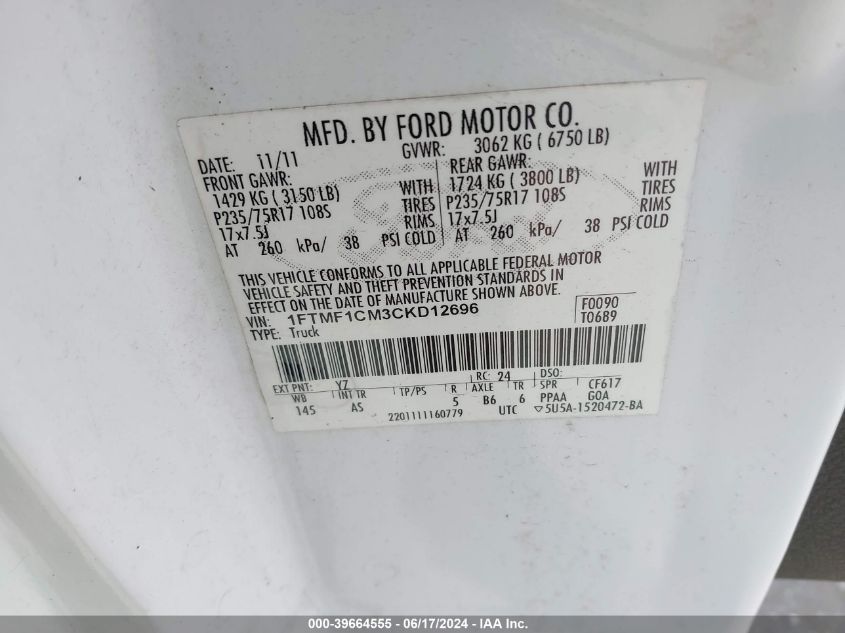 MFD. BY FORD MOTOR CO.
DATE: 11/11 GVWR: 3062 KG ( 6750 LB)
FRONT GAWR: REAR GAWR:
1429 KG ( 3150 LB) WITH 1724 KG ( 3800 LB) WITH
P235/75R17 108S TIRES P235/75R17 108S TIRES
17x7.5J RIMS 17x7.5J RIMS
AT 260 kPa/ 38 PSI COLD AT 260 kPa/ 38 PSI COLD
THIS VEHICLE CONFORMS TO ALL APPLICABLE FEDERAL MOTOR
VEHICLE SAFETY AND THEFT PREVENTION STANDARDS IN
EFFECT ON THE DATE OF MANUFACTURE SHOWN ABOVE.
VIN: 1FTMF1CM3CKD12696 F0090
TYPE: Truck T0689
EXT PNT: YZ RC: 24 DSO:
WB INT TR TP/PS R AXLE TR SPR CF617
145 AS 5 B6 6 PPAA GOA
2201111160779 UTC ▽5U5A-1520472-BA
000-39664555 - 06/17/2024 - IAA Inc.